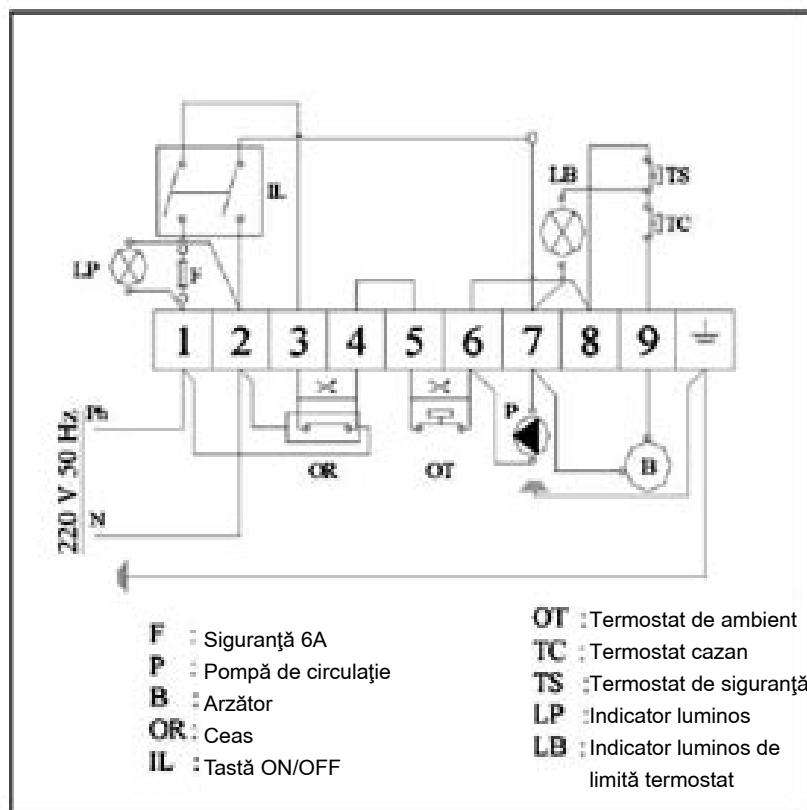 IL
LB
TS
TC
LP
F
1 2 3 4 5 6 7 8 9
Ph
220 V 50 Hz
N
OR
OT
P
B
F : Siguranţă 6A
P : Pompă de circulaţie
B : Arzător
OR : Ceas
IL : Tastă ON/OFF
OT : Termostat de ambient
TC : Termostat cazan
TS : Termostat de siguranţă
LP : Indicator luminos
LB : Indicator luminos de
limită termostat